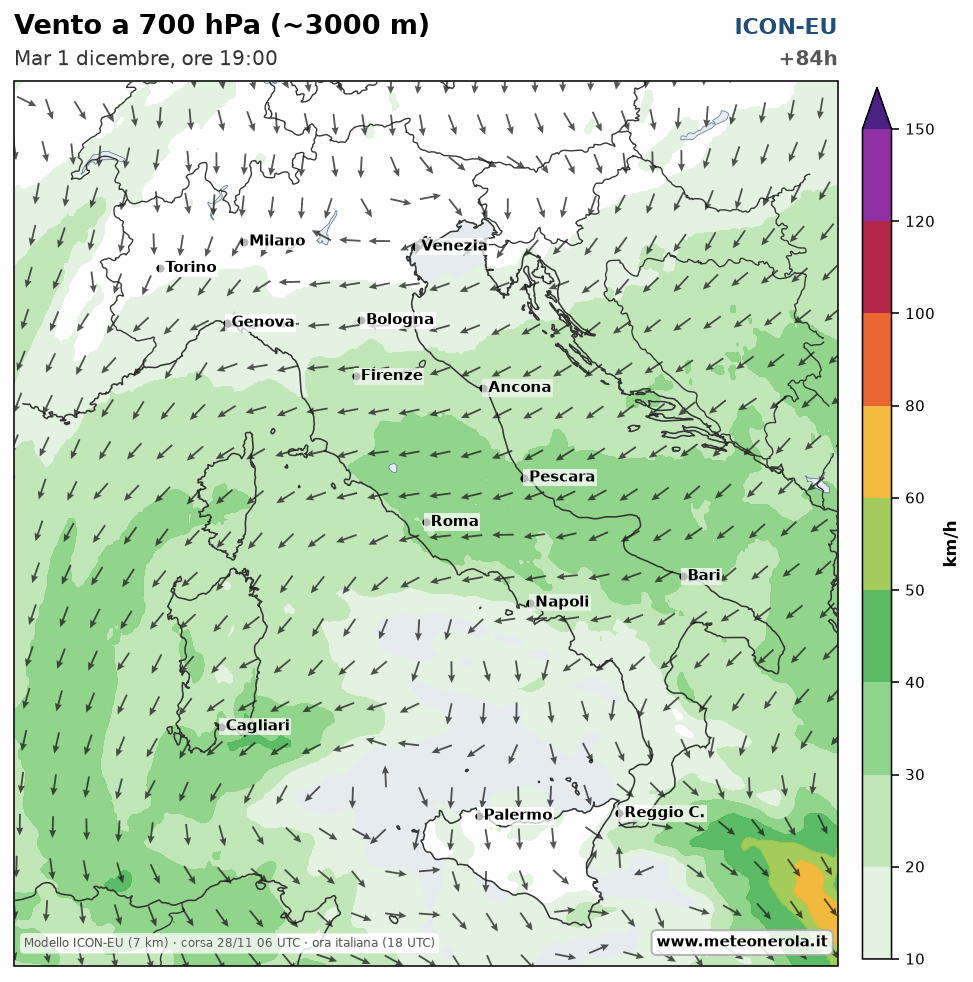 Vento a 700 hPa (~3000 m)
ICON-EU
Mar 1 dicembre, ore 19:00
+84h
Milano
Venezia
Torino
Genova
Bologna
Firenze
Ancona
Pescara
Roma
Bari
Napoli
Cagliari
Palermo
Reggio C.
150
120
100
80
60
50
40
30
20
10
km/h
Modello ICON-EU (7 km) · corsa 28/11 06 UTC · ora italiana (18 UTC)
www.meteonerola.it